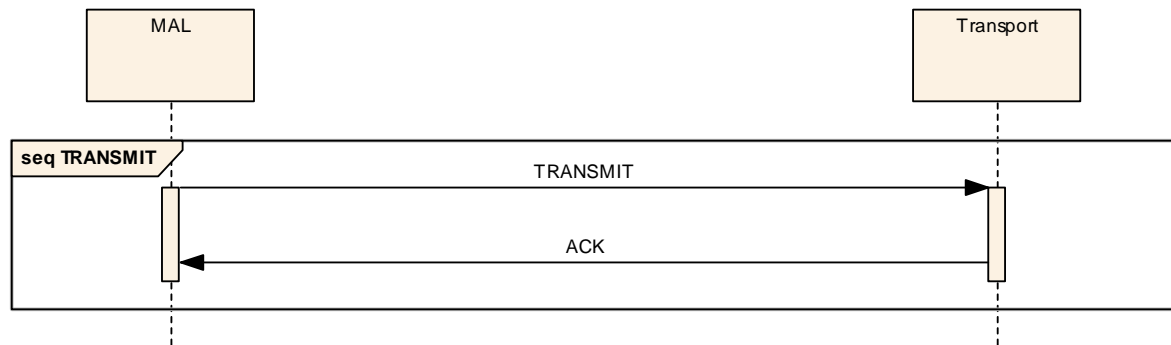 MAL
Transport
seq TRANSMIT
TRANSMIT
ACK